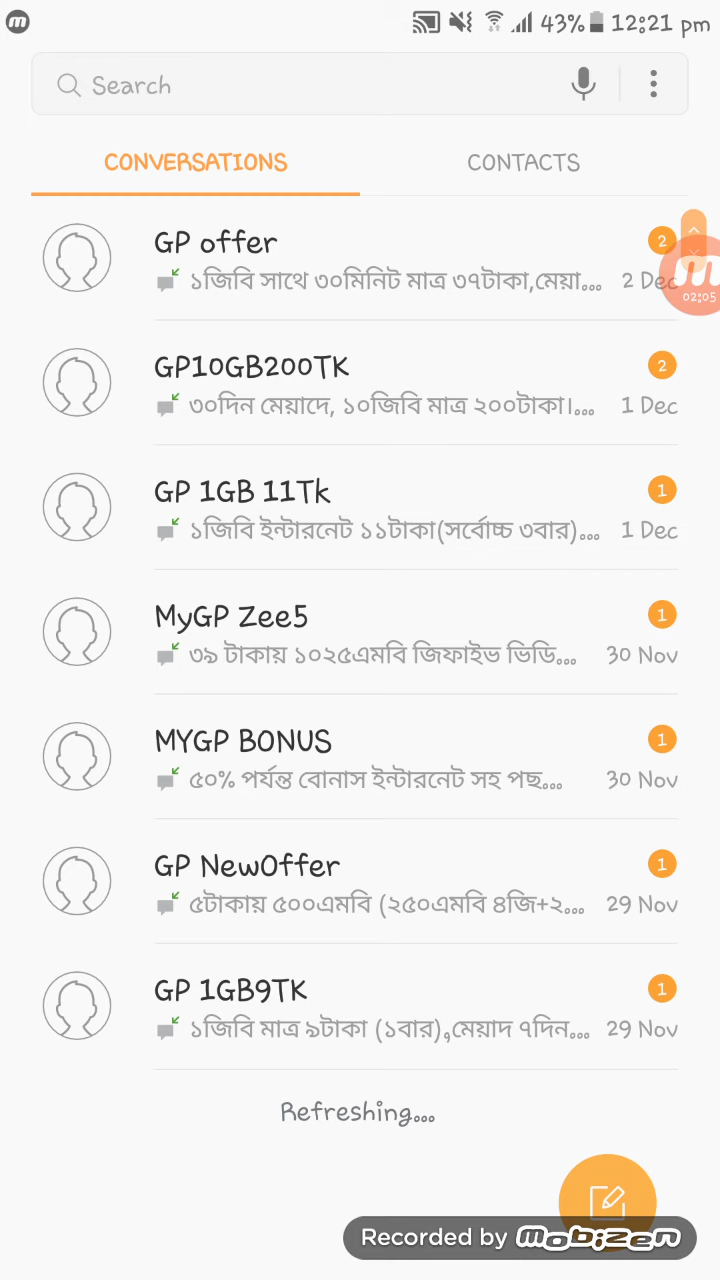 43% 12:21 pm
Search
CONVERSATIONS CONTACTS
GP offer 2
১জিবি সাথে ৩০মিনিট মাত্র ৩৭টাকা,মেয়া... 2 Dec
02:05
GP10GB200TK 2
৩০দিন মেয়াদে, ১০জিবি মাত্র ২০০টাকা।... 1 Dec
GP 1GB 11Tk 1
১জিবি ইন্টারনেট ১১টাকা(সর্বোচ্চ ৩বার)... 1 Dec
MyGP Zee5 1
৩৯ টাকায় ১০২৫এমবি জিফাইভ ভিডি... 30 Nov
MYGP BONUS 1
৫০% পর্যন্ত বোনাস ইন্টারনেট সহ পছ... 30 Nov
GP NewOffer 1
৫টাকায় ৫০০এমবি (২৫০এমবি ৪জি+২... 29 Nov
GP 1GB9TK 1
১জিবি মাত্র ৯টাকা (১বার),মেয়াদ ৭দিন... 29 Nov
Refreshing...
Recorded by mobizen